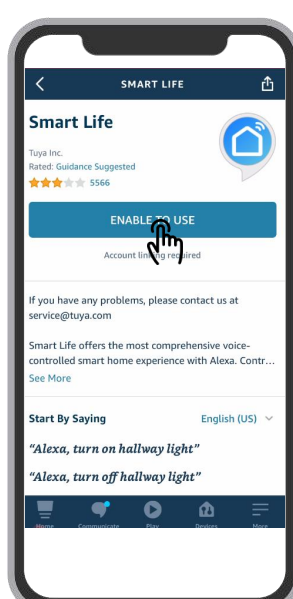 SMART LIFE
Smart Life
Tuya Inc.
Rated: Guidance Suggested
5566
ENABLE TO USE
Account linking required
If you have any problems, please contact us at
service@tuya.com
Smart Life offers the most comprehensive voice-
controlled smart home experience with Alexa. Contr...
See More
Start By Saying
English (US)
“Alexa, turn on hallway light”
“Alexa, turn off hallway light”
Home
Communicate
Play
Devices
More